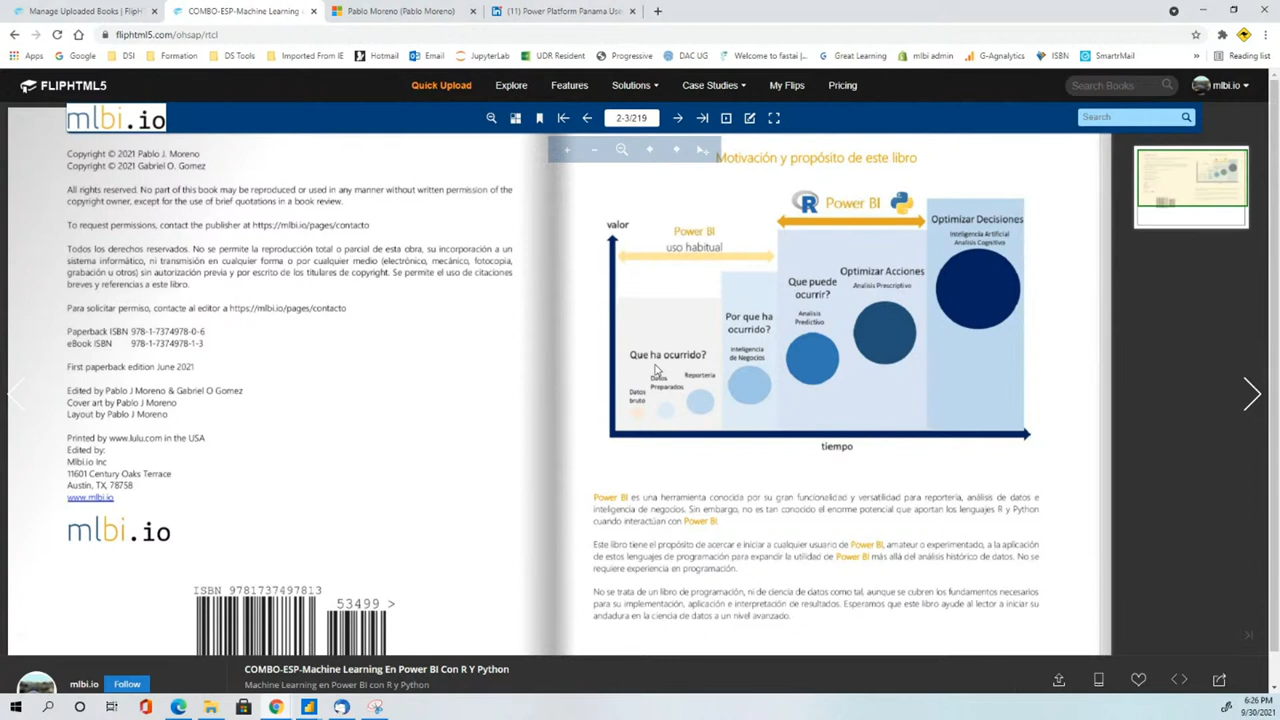 Manage Uploaded Books | FLIPHT
COMBO-ESP-Machine Learning
Pablo Moreno (Pablo Moreno)
(11) Power Platform Panama Use
fliphtml5.com/ohsap/rtcl
Apps
Google
DSI
Formation
DS Tools
Imported From IE
Hotmail
Email
JupyterLab
UDR Resident
Progressive
DAC UG
Welcome to fastai j...
Great Learning
mlbi admin
G-Agnalytics
ISBN
SmartrMail
»
Reading list
FLIPHTML5
Quick Upload
Explore
Features
Solutions
Case Studies
My Flips
Pricing
Search Books
mlbi.io
mlbi.io
2-3/219
Search
Copyright © 2021 Pablo J. Moreno
Copyright © 2021 Gabriel O. Gomez
All rights reserved. No part of this book may be reproduced or used in any manner without written permission of the
copyright owner, except for the use of brief quotations in a book review.
To request permissions, contact the publisher at https://mlbi.io/pages/contacto
Todos los derechos reservados. No se permite la reproducción total o parcial de esta obra, su incorporación a un
sistema informático, ni transmisión en cualquier forma o por cualquier medio (electrónico, mecánico, fotocopia,
grabación u otros) sin autorización previa y por escrito de los titulares de copyright. Se permite el uso de citaciones
breves y referencias a este libro.
Para solicitar permiso, contacte al editor a https://mlbi.io/pages/contacto
Paperback ISBN 978-1-7374978-0-6
eBook ISBN 978-1-7374978-1-3
First paperback edition June 2021
Edited by Pablo J Moreno & Gabriel O Gomez
Cover art by Pablo J Moreno
Layout by Pablo J Moreno
Printed by www.lulu.com in the USA
Edited by:
Mlbi.io Inc
11601 Century Oaks Terrace
Austin, TX, 78758
www.mlbi.io
mlbi.io
ISBN 9781737497813
53499 >
Motivación y propósito de este libro
R Power BI
valor
Power BI
uso habitual
Optimizar Decisiones
Inteligencia Artificial
Analisis Cognitivo
Optimizar Acciones
Analisis Prescriptivo
Que puede
ocurrir?
Analisis
Predictivo
Por que ha
ocurrido?
Inteligencia
de Negocios
Que ha ocurrido?
Datos
Preparados
Reporteria
Datos
bruto
tiempo
Power BI es una herramienta conocida por su gran funcionalidad y versatilidad para reportería, análisis de datos e
inteligencia de negocios. Sin embargo, no es tan conocido el enorme potencial que aportan los lenguajes R y Python
cuando interactúan con Power BI.
Este libro tiene el propósito de acercar e iniciar a cualquier usuario de Power BI, amateur o experimentado, a la aplicación
de estos lenguajes de programación para expandir la utilidad de Power BI más allá del análisis histórico de datos. No se
requiere experiencia en programación.
No se trata de un libro de programación, ni de ciencia de datos como tal, aunque se cubren los fundamentos necesarios
para su implementación, aplicación e interpretación de resultados. Esperamos que este libro ayude al lector a iniciar su
andadura en la ciencia de datos a un nivel avanzado.
mlbi.io
Follow
COMBO-ESP-Machine Learning En Power BI Con R Y Python
Machine Learning en Power BI con R y Python
6:26 PM
9/30/2021